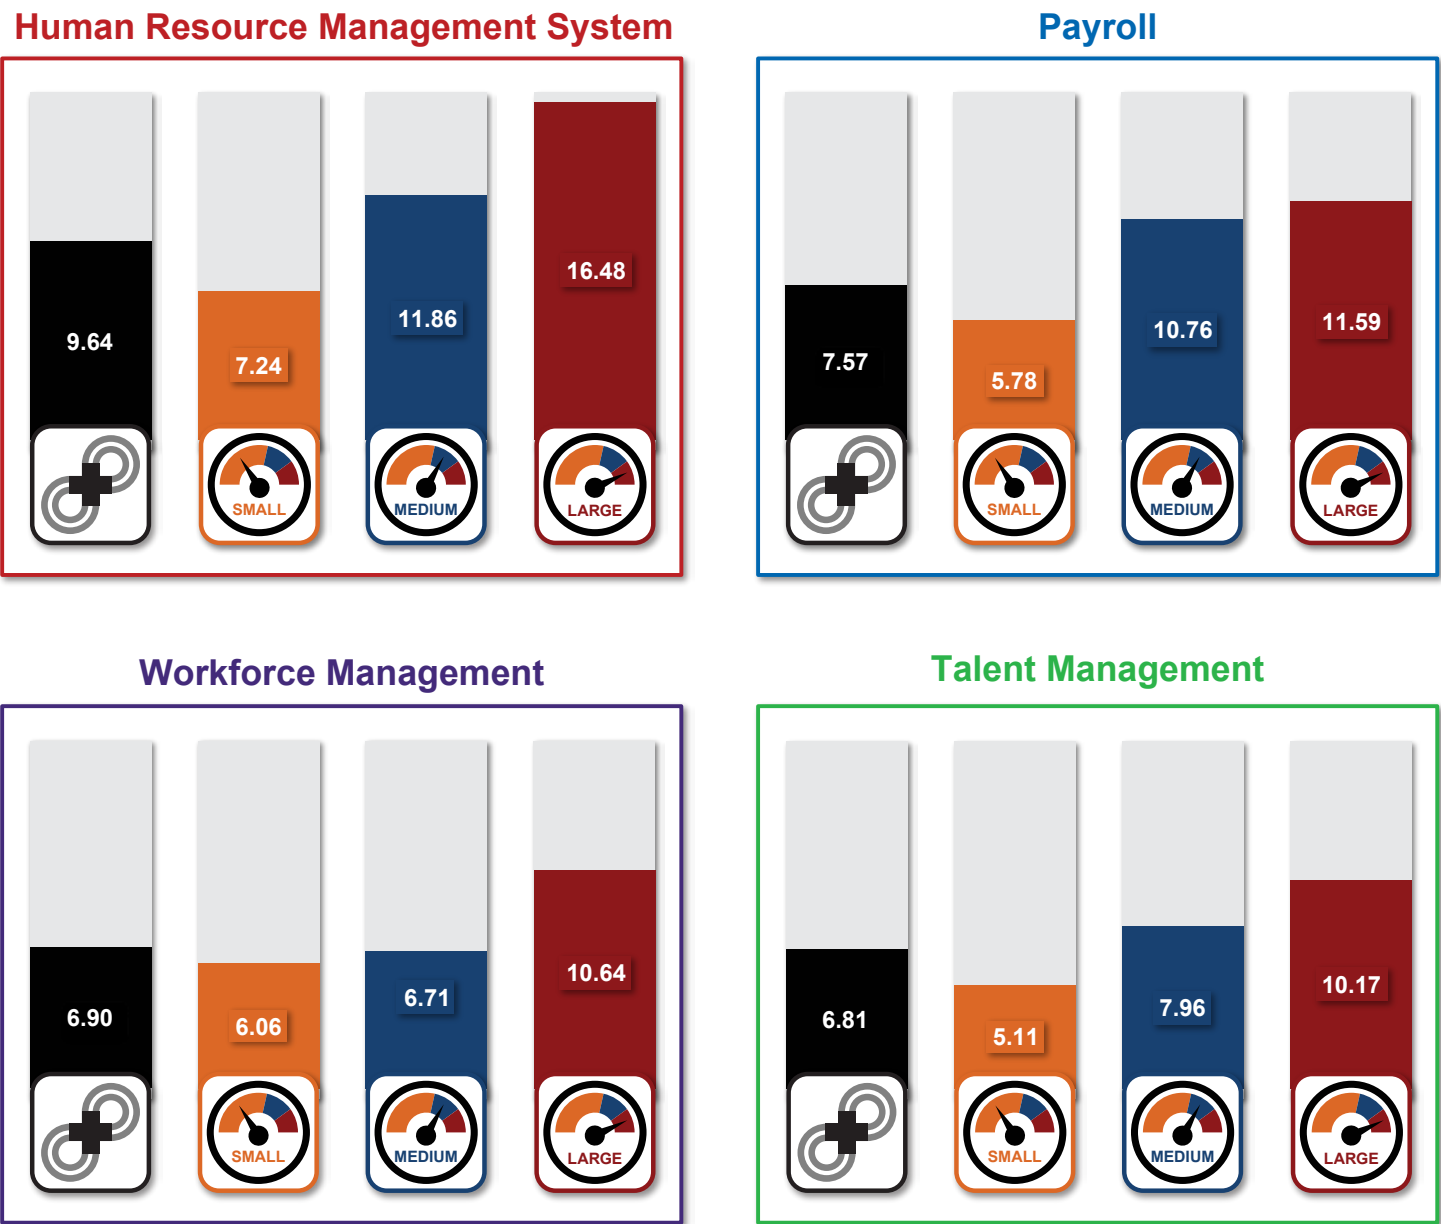 Human Resource Management System
9.64
7.24
11.86
16.48
SMALL
MEDIUM
LARGE
Payroll
7.57
5.78
10.76
11.59
SMALL
MEDIUM
LARGE
Workforce Management
6.90
6.06
6.71
10.64
SMALL
MEDIUM
LARGE
Talent Management
6.81
5.11
7.96
10.17
SMALL
MEDIUM
LARGE